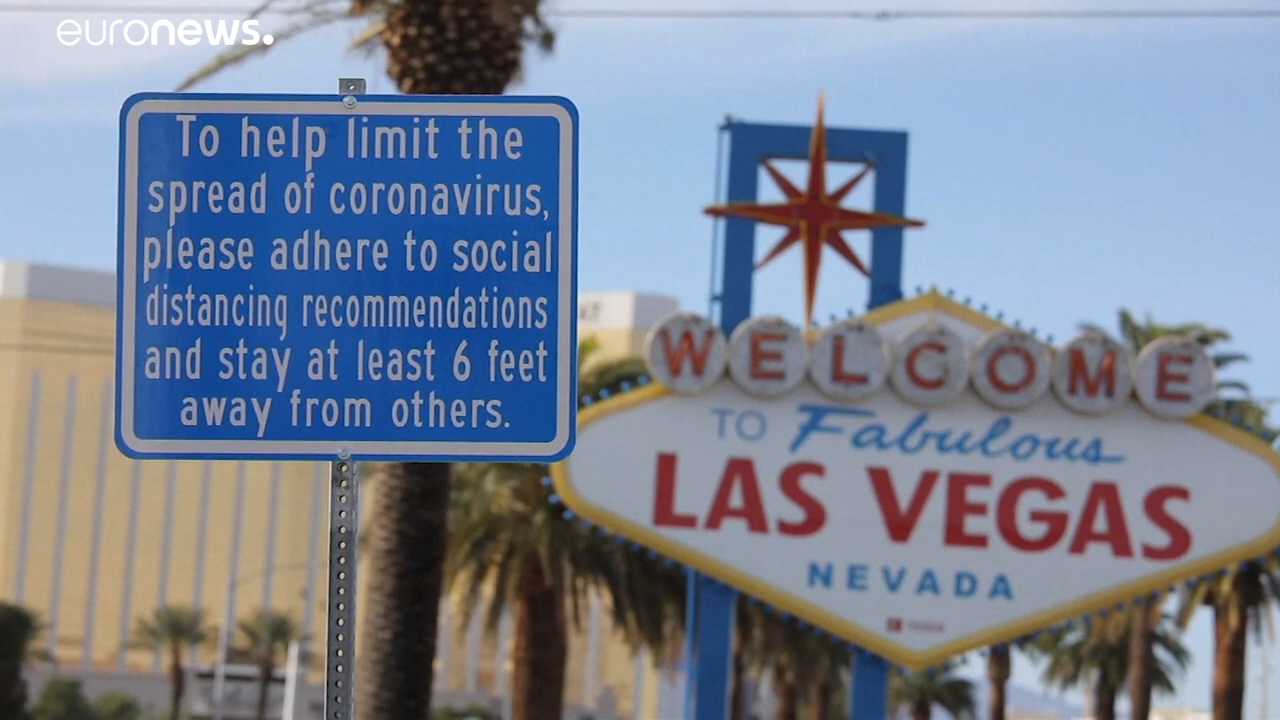 euronews.
To help limit the
spread of coronavirus,
please adhere to social
distancing recommendations
and stay at least 6 feet
away from others.
WELCOME
TO Fabulous
LAS VEGAS
NEVADA